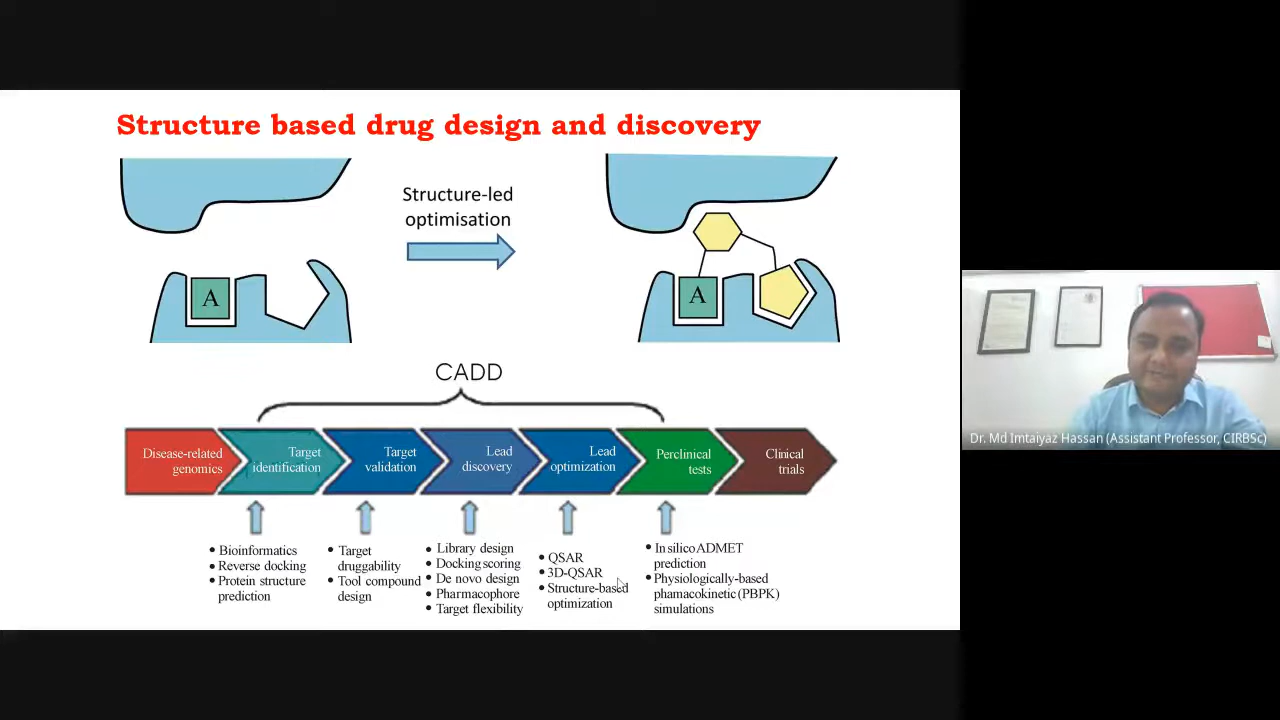 Structure based drug design and discovery
Structure-led
optimisation
A
A
CADD
Disease-related
genomics
Target
identification
Target
validation
Lead
discovery
Lead
optimization
Perclinical
tests
Clinical
trials
• Bioinformatics
• Reverse docking
• Protein structure
prediction
• Target
druggability
• Tool compound
design
• Library design
• Docking scoring
• De novo design
• Pharmacophore
• Target flexibility
• QSAR
• 3D-QSAR
• Structure-based
optimization
• In silico ADMET
prediction
• Physiologically-based
phamacokinetic (PBPK)
simulations
Dr. Md Imtaiyaz Hassan (Assistant Professor, CIRBSc)